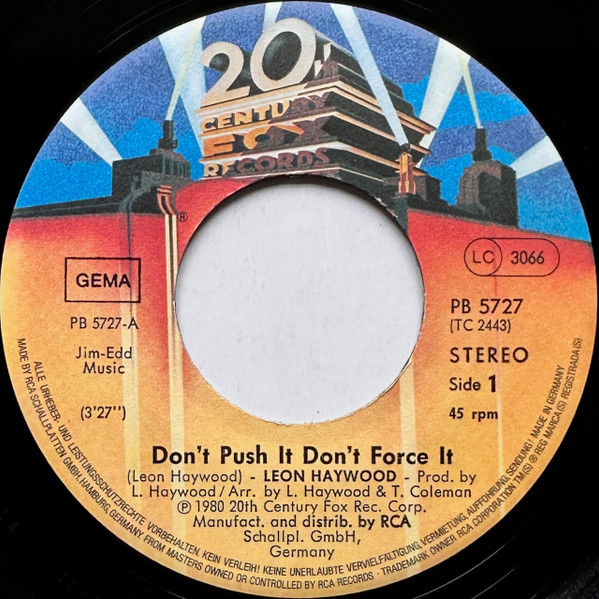 20th
CENTURY
FOX
RECORDS
®
GEMA
PB 5727-A
Jim-Edd
Music
(3'27'')
LC 3066
PB 5727
(TC 2443)
STEREO
Side 1
45 rpm
Don't Push It Don't Force It
(Leon Haywood) - LEON HAYWOOD - Prod. by
L. Haywood/Arr. by L. Haywood & T. Coleman
℗ 1980 20th Century Fox Rec. Corp.
Manufact. and distrib. by RCA
Schallpl. GmbH,
Germany
ALLE URHEBER- UND LEISTUNGSSCHUTZRECHTE VORBEHALTEN. KEIN VERLEIH! KEINE UNERLAUBTE VERVIELFÄLTIGUNG, VERMIETUNG, AUFFÜHRUNG, SENDUNG! MADE IN GERMANY
MADE BY RCA SCHALLPLATTEN GMBH, HAMBURG, GERMANY, FROM MASTERS OWNED OR CONTROLLED BY RCA RECORDS · TRADEMARK OWNER RCA CORPORATION TM(S) ® REG MARCA(S) REGISTRADA(S)